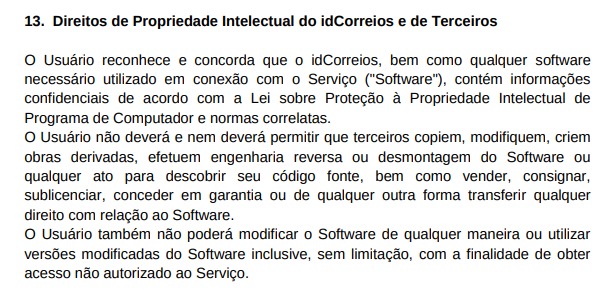 13. Direitos de Propriedade Intelectual do idCorreios e de Terceiros
O Usuário reconhece e concorda que o idCorreios, bem como qualquer software
necessário utilizado em conexão com o Serviço ("Software"), contém informações
confidenciais de acordo com a Lei sobre Proteção à Propriedade Intelectual de
Programa de Computador e normas correlatas.
O Usuário não deverá e nem deverá permitir que terceiros copiem, modifiquem, criem
obras derivadas, efetuem engenharia reversa ou desmontagem do Software ou
qualquer ato para descobrir seu código fonte, bem como vender, consignar,
sublicenciar, conceder em garantia ou de qualquer outra forma transferir qualquer
direito com relação ao Software.
O Usuário também não poderá modificar o Software de qualquer maneira ou utilizar
versões modificadas do Software inclusive, sem limitação, com a finalidade de obter
acesso não autorizado ao Serviço.